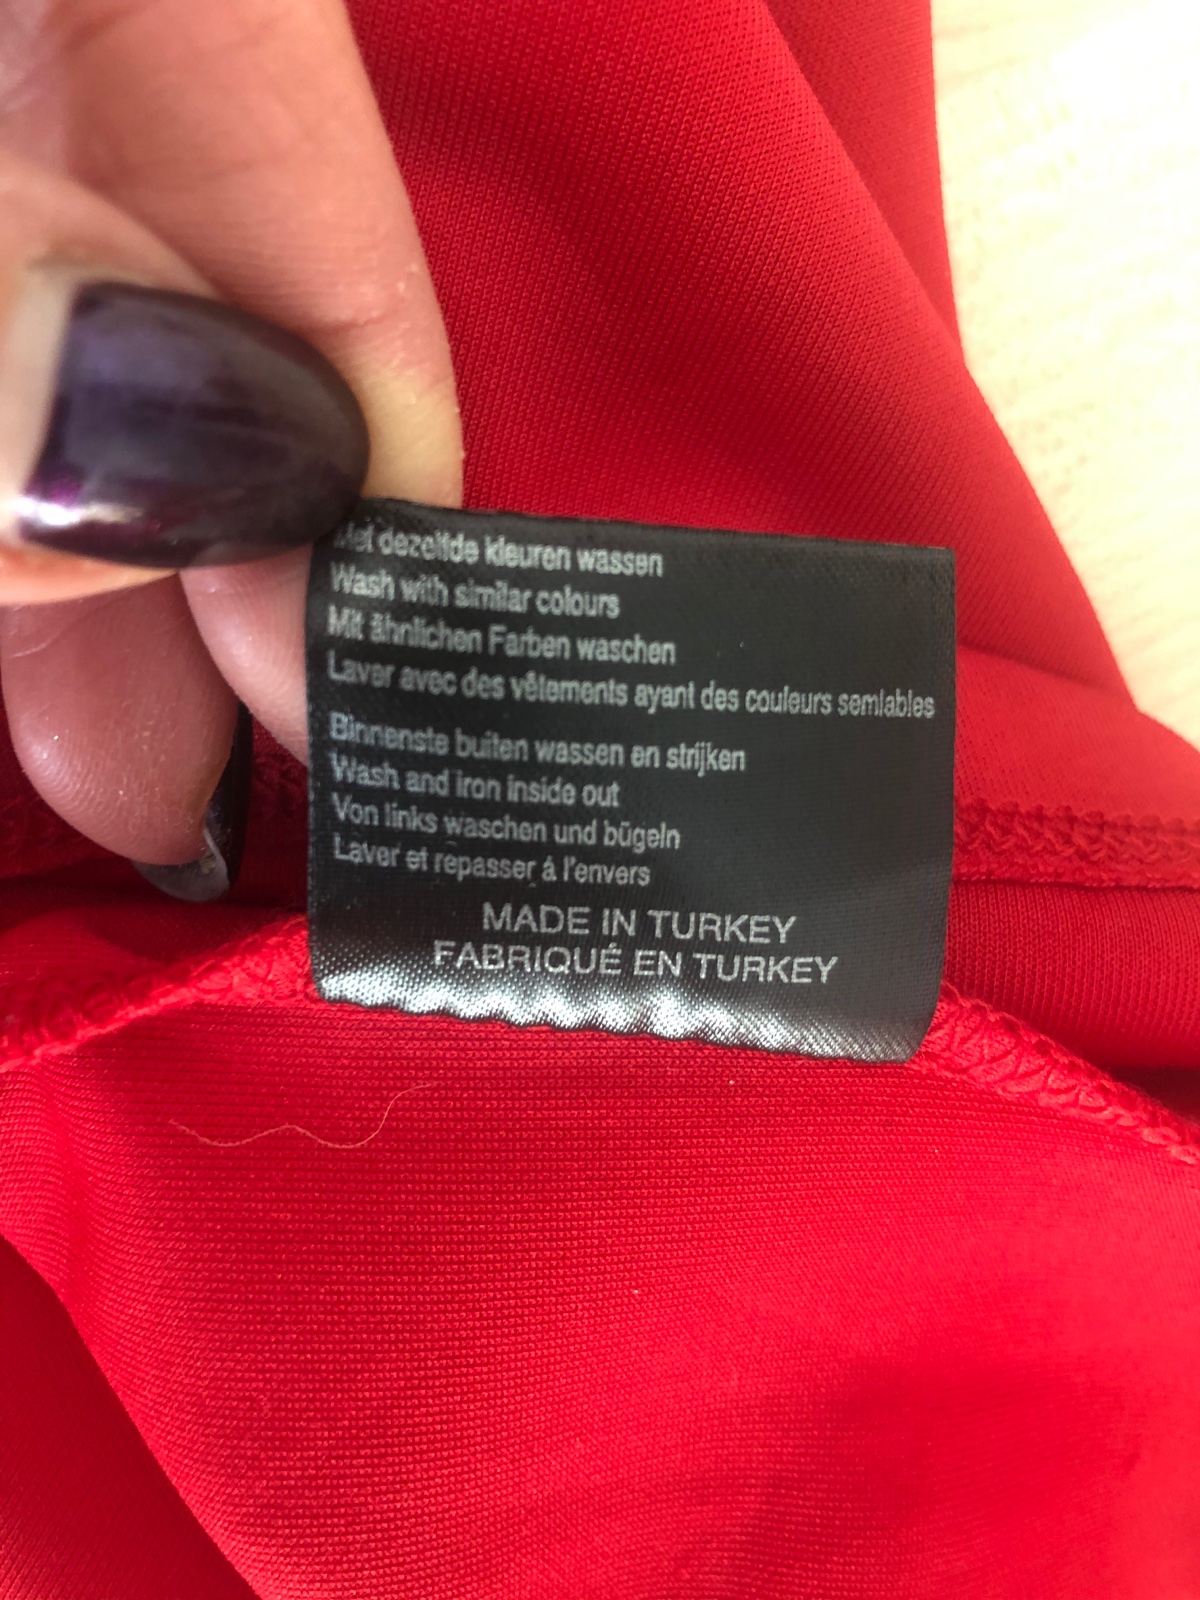 Met dezelfde kleuren wassen
Wash with similar colours
Mit ähnlichen Farben waschen
Laver avec des vêtements ayant des couleurs semlables
Binnenste buiten wassen en strijken
Wash and iron inside out
Von links waschen und bügeln
Laver et repasser á l'envers
MADE IN TURKEY
FABRIQUÉ EN TURKEY